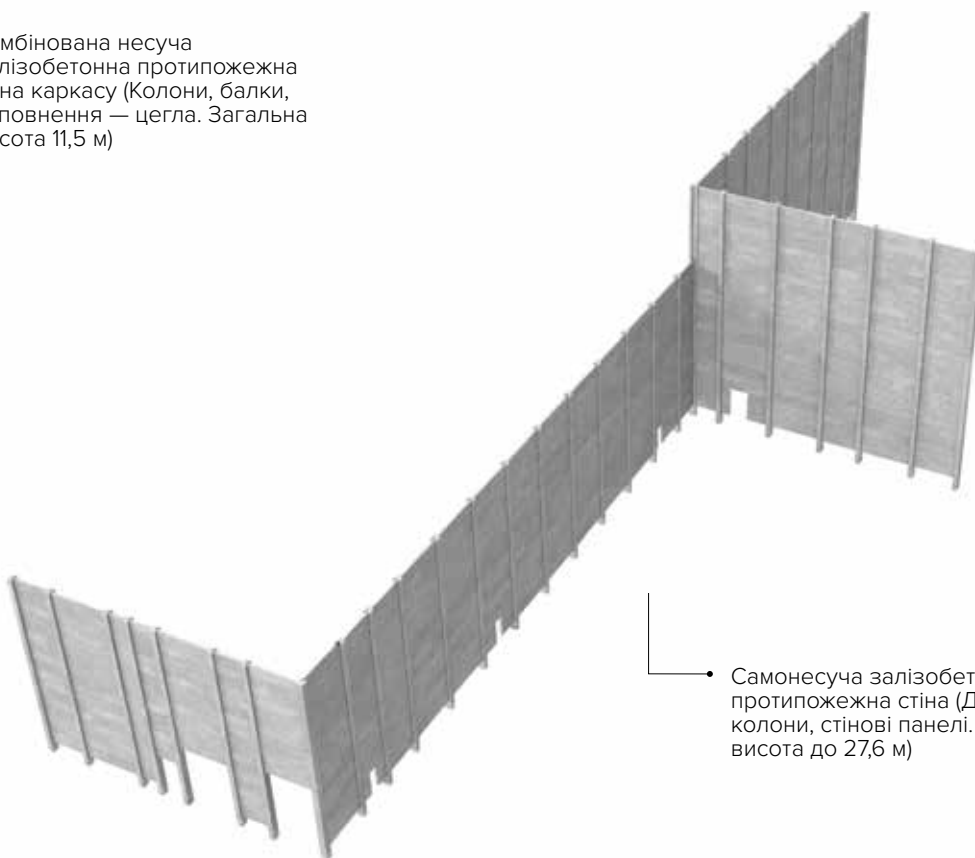 мбінована несуча
лізобетонна протипожежна
на каркасу (Колони, балки,
повнення — цегла. Загальна
сота 11,5 м)
Самонесуча залізобет
протипожежна стіна (Д
колони, стінові панелі.
висота до 27,6 м)